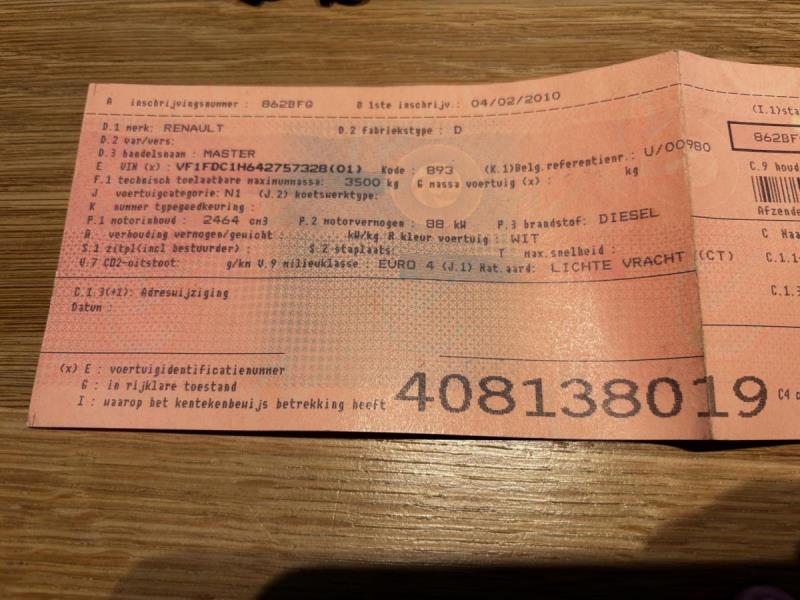 A inschrijvingsnummer : 862BFG B 1ste inschrijv.: 04/02/2010
D.1 merk: RENAULT D.2 fabriekstype : D
D.2 var/vers:
D.3 handelsnaam : MASTER
E VIN (x) : VF1FDC1H642757328(01) Kode : 893 (K.1)Belg.referentienr.: U/00980
F.1 technisch toelaatbare maximummassa: 3500 kg G massa voertuig (x) : kg
J voertuigcategorie: N1 (J.2) koetswerktype:
K nummer typegoedkeuring :
P.1 motorinhoud : 2464 cm3 P.2 motorvermogen : 88 kW P.3 brandstof: DIESEL
Q verhouding vermogen/gewicht : kW/kg R kleur voertuig : WIT
S.1 zitpl(incl bestuurder) : S.2 staplaats: T max.snelheid :
V.7 CO2-uitstoot: g/km V.9 milieuklasse : EURO 4 (J.1) Nat.aard: LICHTE VRACHT (CT)
C.1.3(+1): Adreswijziging
Datum :
(x) E : voertuigidentificatienummer
G : in rijklare toestand
I : waarop het kentekenbewijs betrekking heeft
408138019
(I.1)sta
862BF
C.9 houd
Afzende
C Ha
C.1.1
C.1.3
C4 c